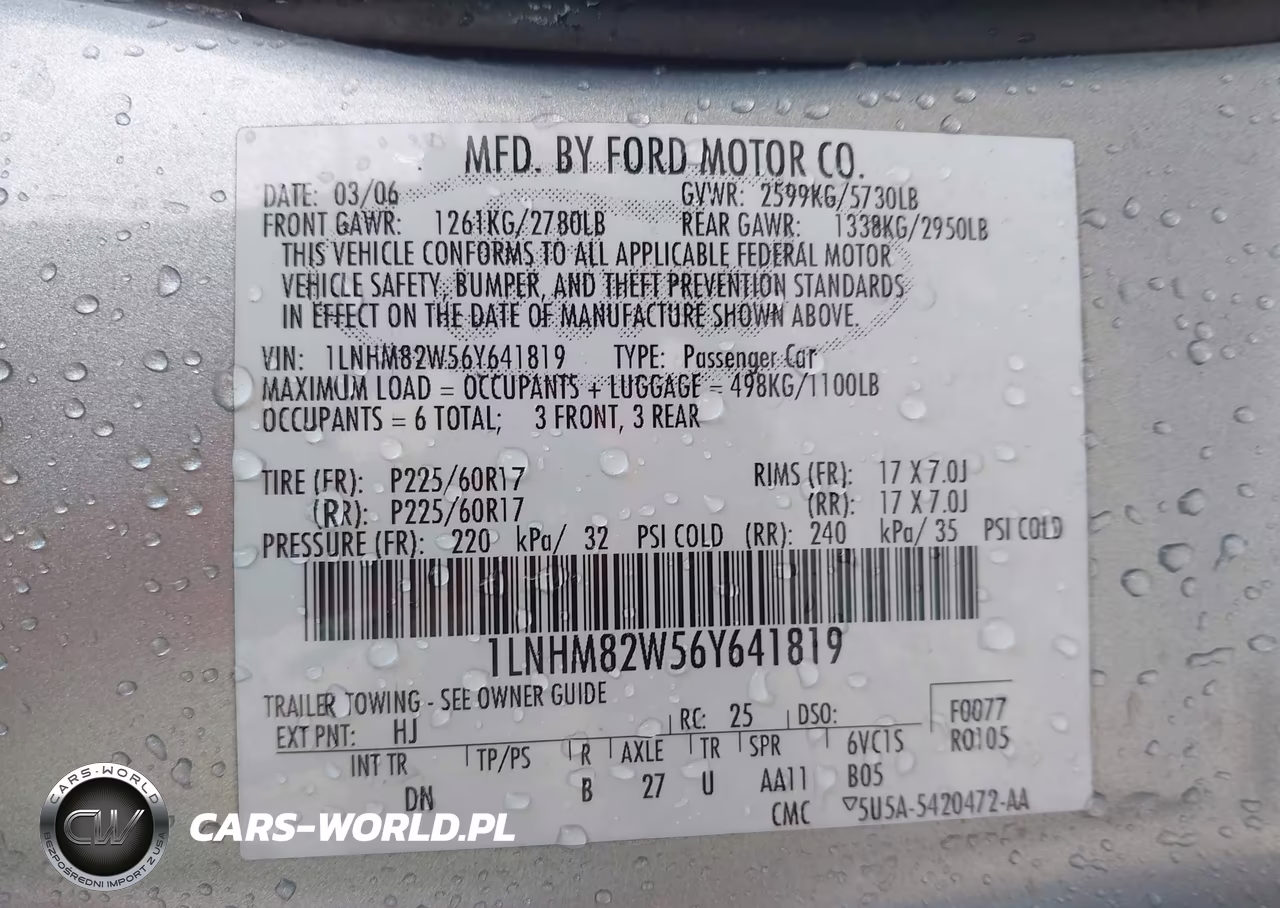 MFD. BY FORD MOTOR CO.
DATE: 03/06 GVWR: 2599KG/5730LB
FRONT GAWR: 1261KG/2780LB REAR GAWR: 1338KG/2950LB
THIS VEHICLE CONFORMS TO ALL APPLICABLE FEDERAL MOTOR
VEHICLE SAFETY, BUMPER, AND THEFT PREVENTION STANDARDS
IN EFFECT ON THE DATE OF MANUFACTURE SHOWN ABOVE.
VIN: 1LNHM82W56Y641819 TYPE: Passenger Car
MAXIMUM LOAD = OCCUPANTS + LUGGAGE = 498KG/1100LB
OCCUPANTS = 6 TOTAL; 3 FRONT, 3 REAR
TIRE (FR): P225/60R17 RIMS (FR): 17 X 7.0J
(RR): P225/60R17 (RR): 17 X 7.0J
PRESSURE (FR): 220 kPa/ 32 PSI COLD (RR): 240 kPa/ 35 PSI COLD
1LNHM82W56Y641819
TRAILER TOWING - SEE OWNER GUIDE
EXT PNT: HJ RC: 25 DSO: F0077
INT TR TP/PS R AXLE TR SPR 6VC1S R0105
DN B 27 U AA11 B05
CMC ▽5U5A-5420472-AA
CARS-WORLD
CW
BEZPOŚREDNI IMPORT Z USA
CARS-WORLD.PL